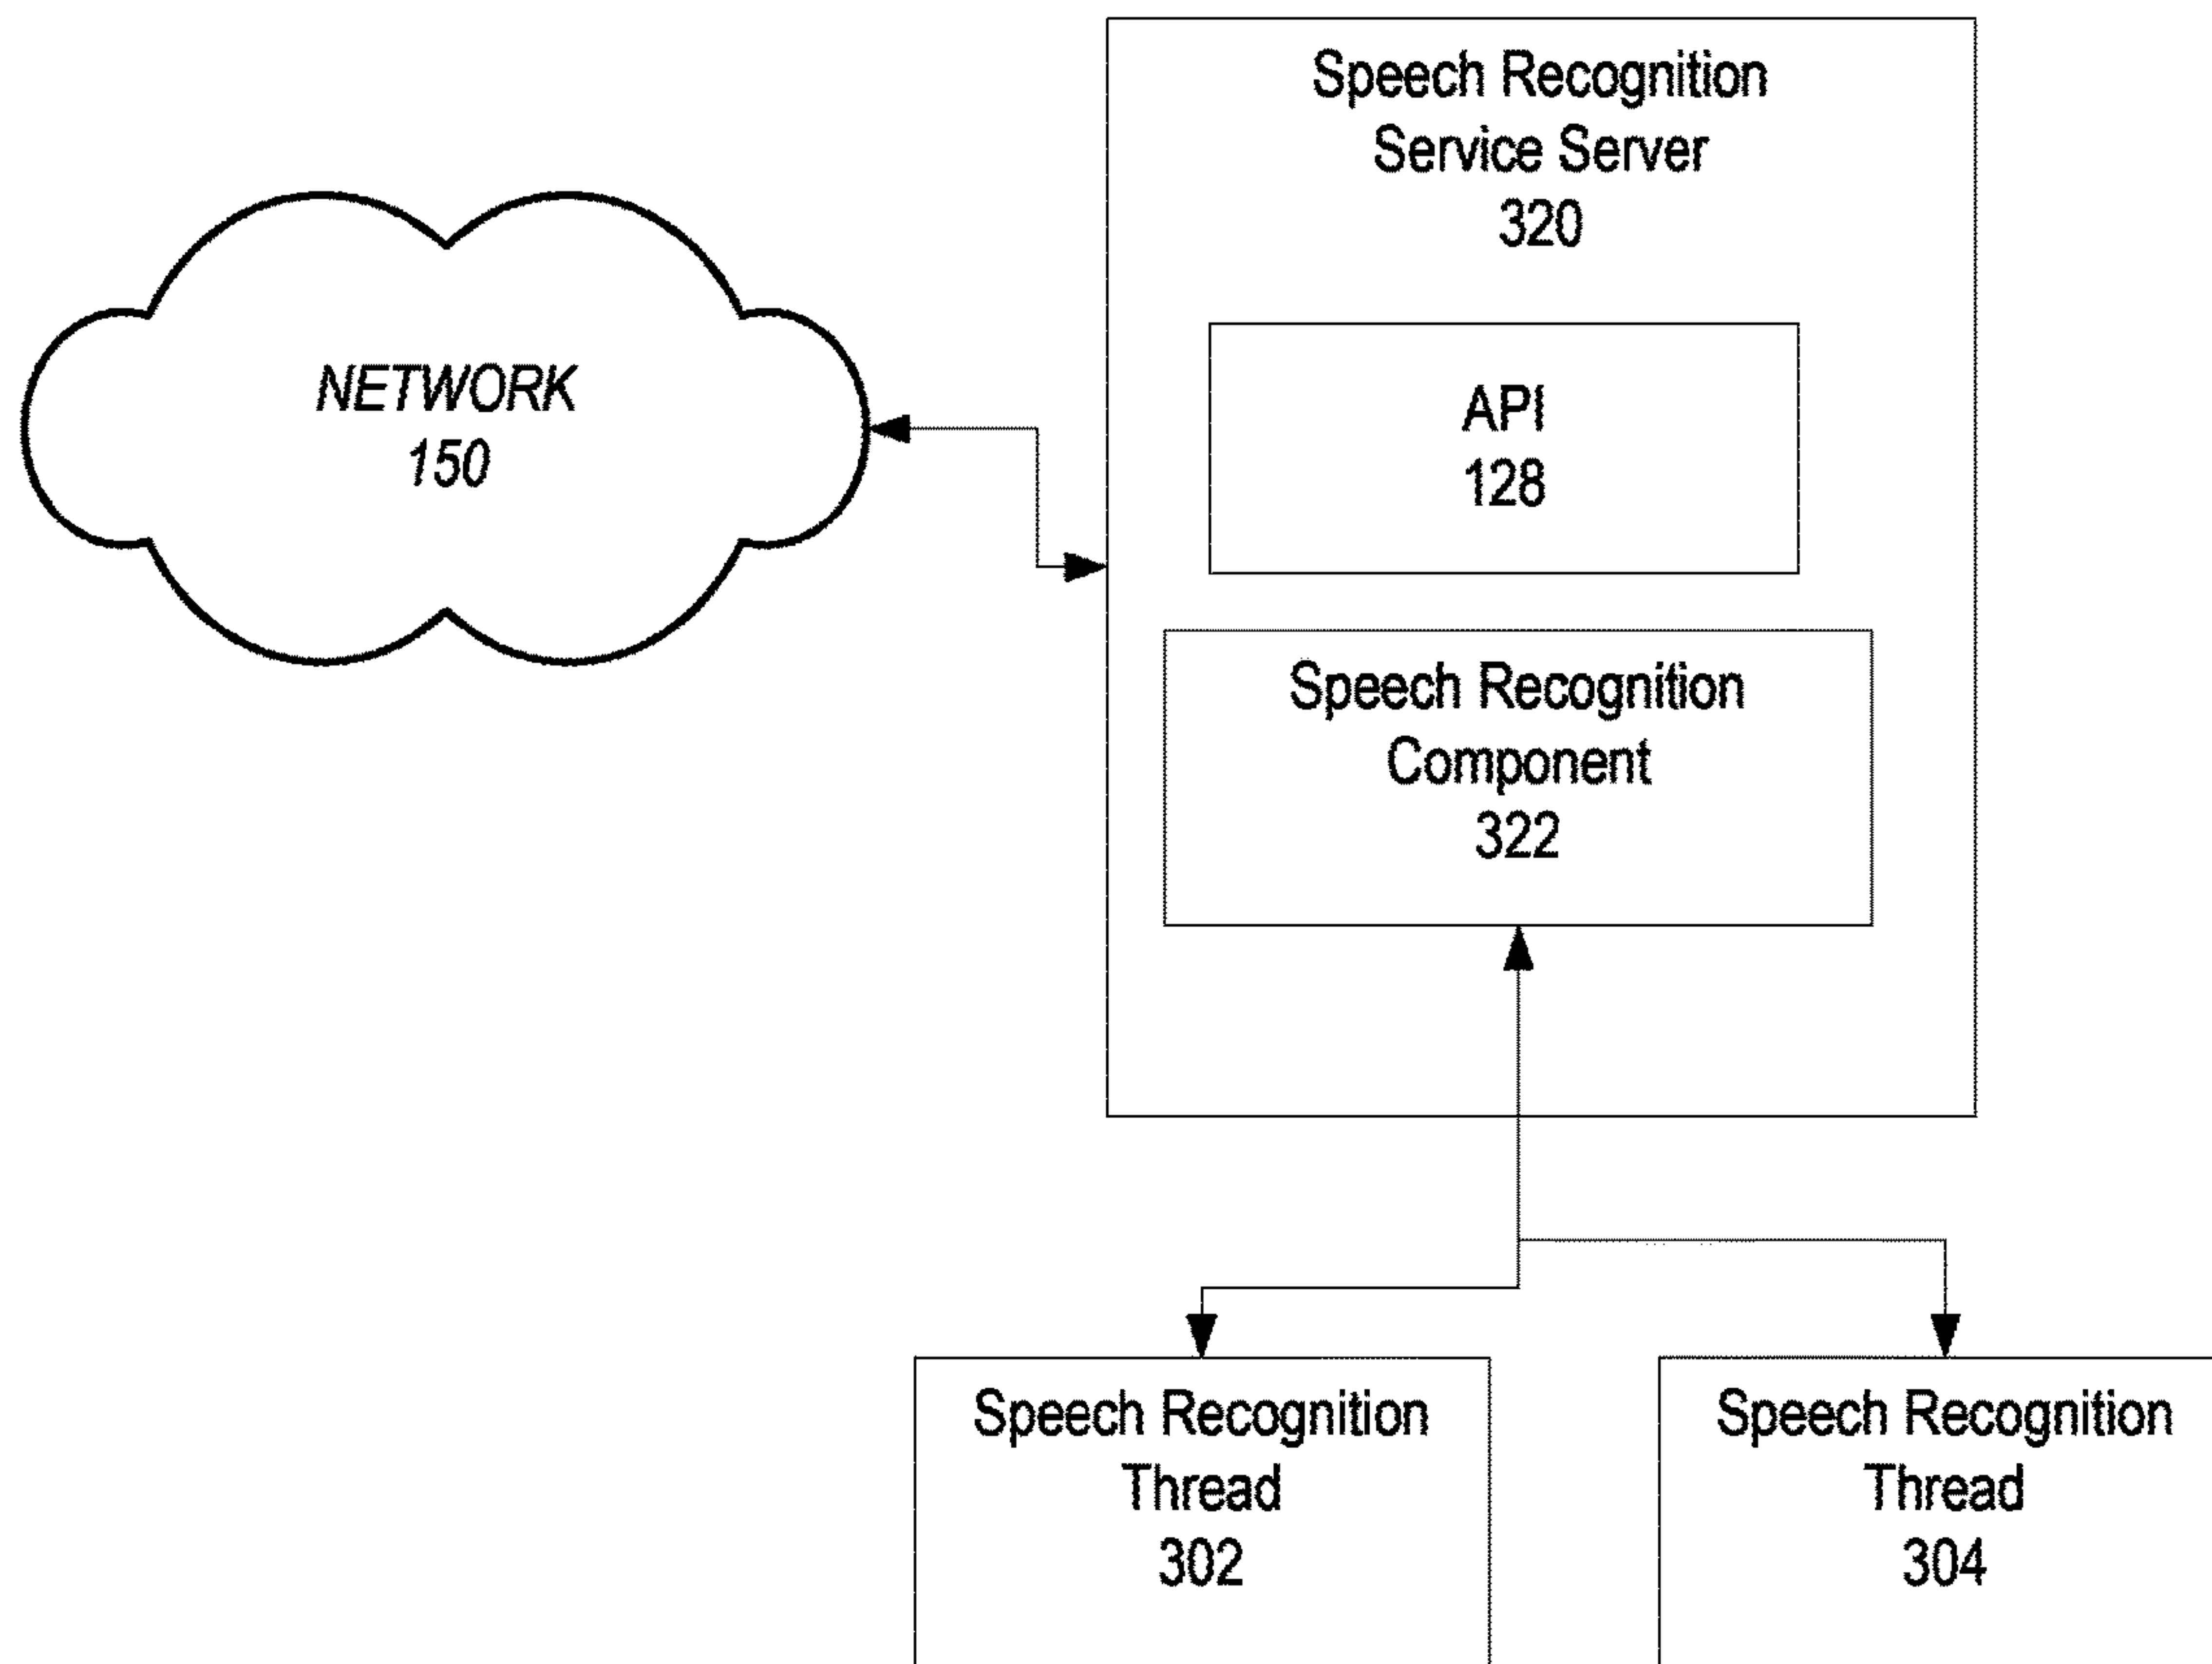 Speech Recognition
Service Server
320
NETWORK
150
API
128
Speech Recognition
Component
322
Speech Recognition
Thread
302
Speech Recognition
Thread
304